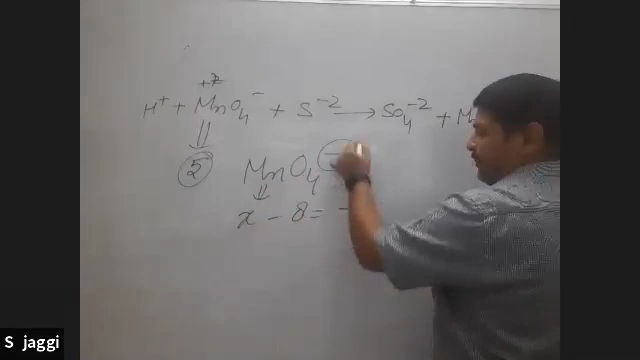 +7
H⁺ + MnO₄⁻ + S⁻² → SO₄⁻² + M
⑤ MnO₄
x - 8 = -
S jaggi